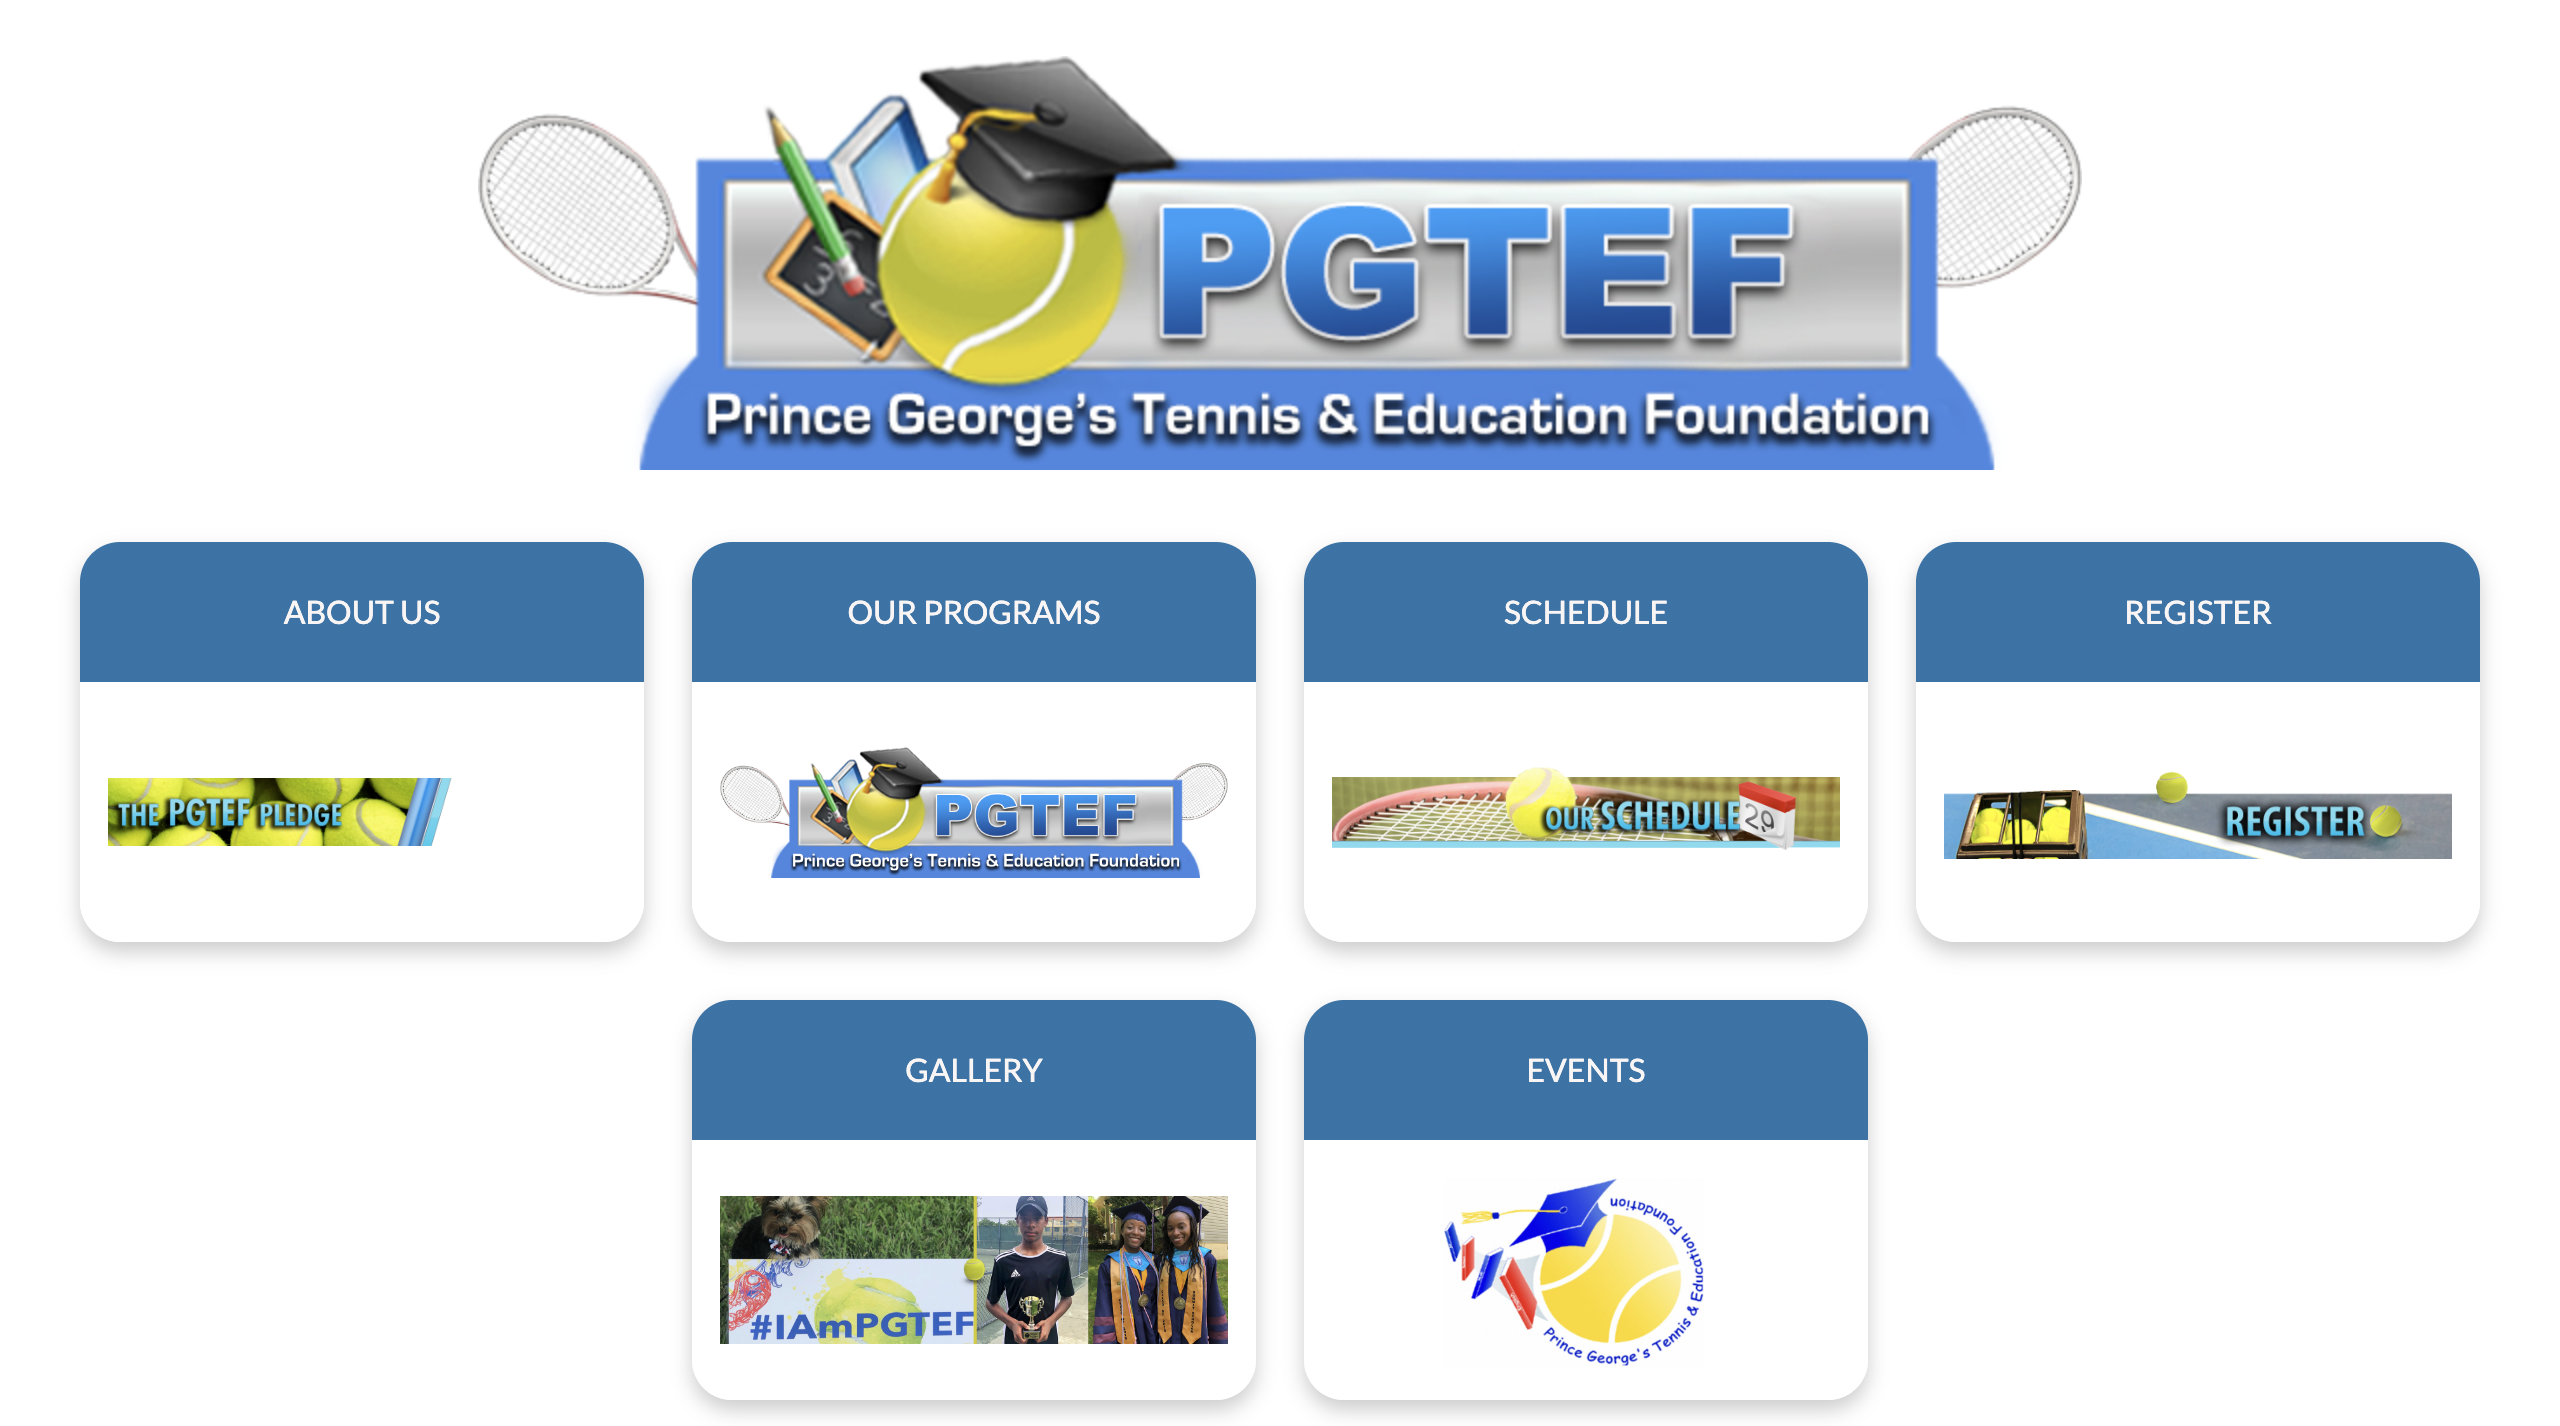 PGTEF
Prince George's Tennis & Education Foundation
ABOUT US
OUR PROGRAMS
SCHEDULE
REGISTER
THE PGTEF PLEDGE
PGTEF
Prince George's Tennis & Education Foundation
OUR SCHEDULE
29
REGISTER
GALLERY
EVENTS
#IAmPGTEF
Prince George's Tennis & Education Foundation